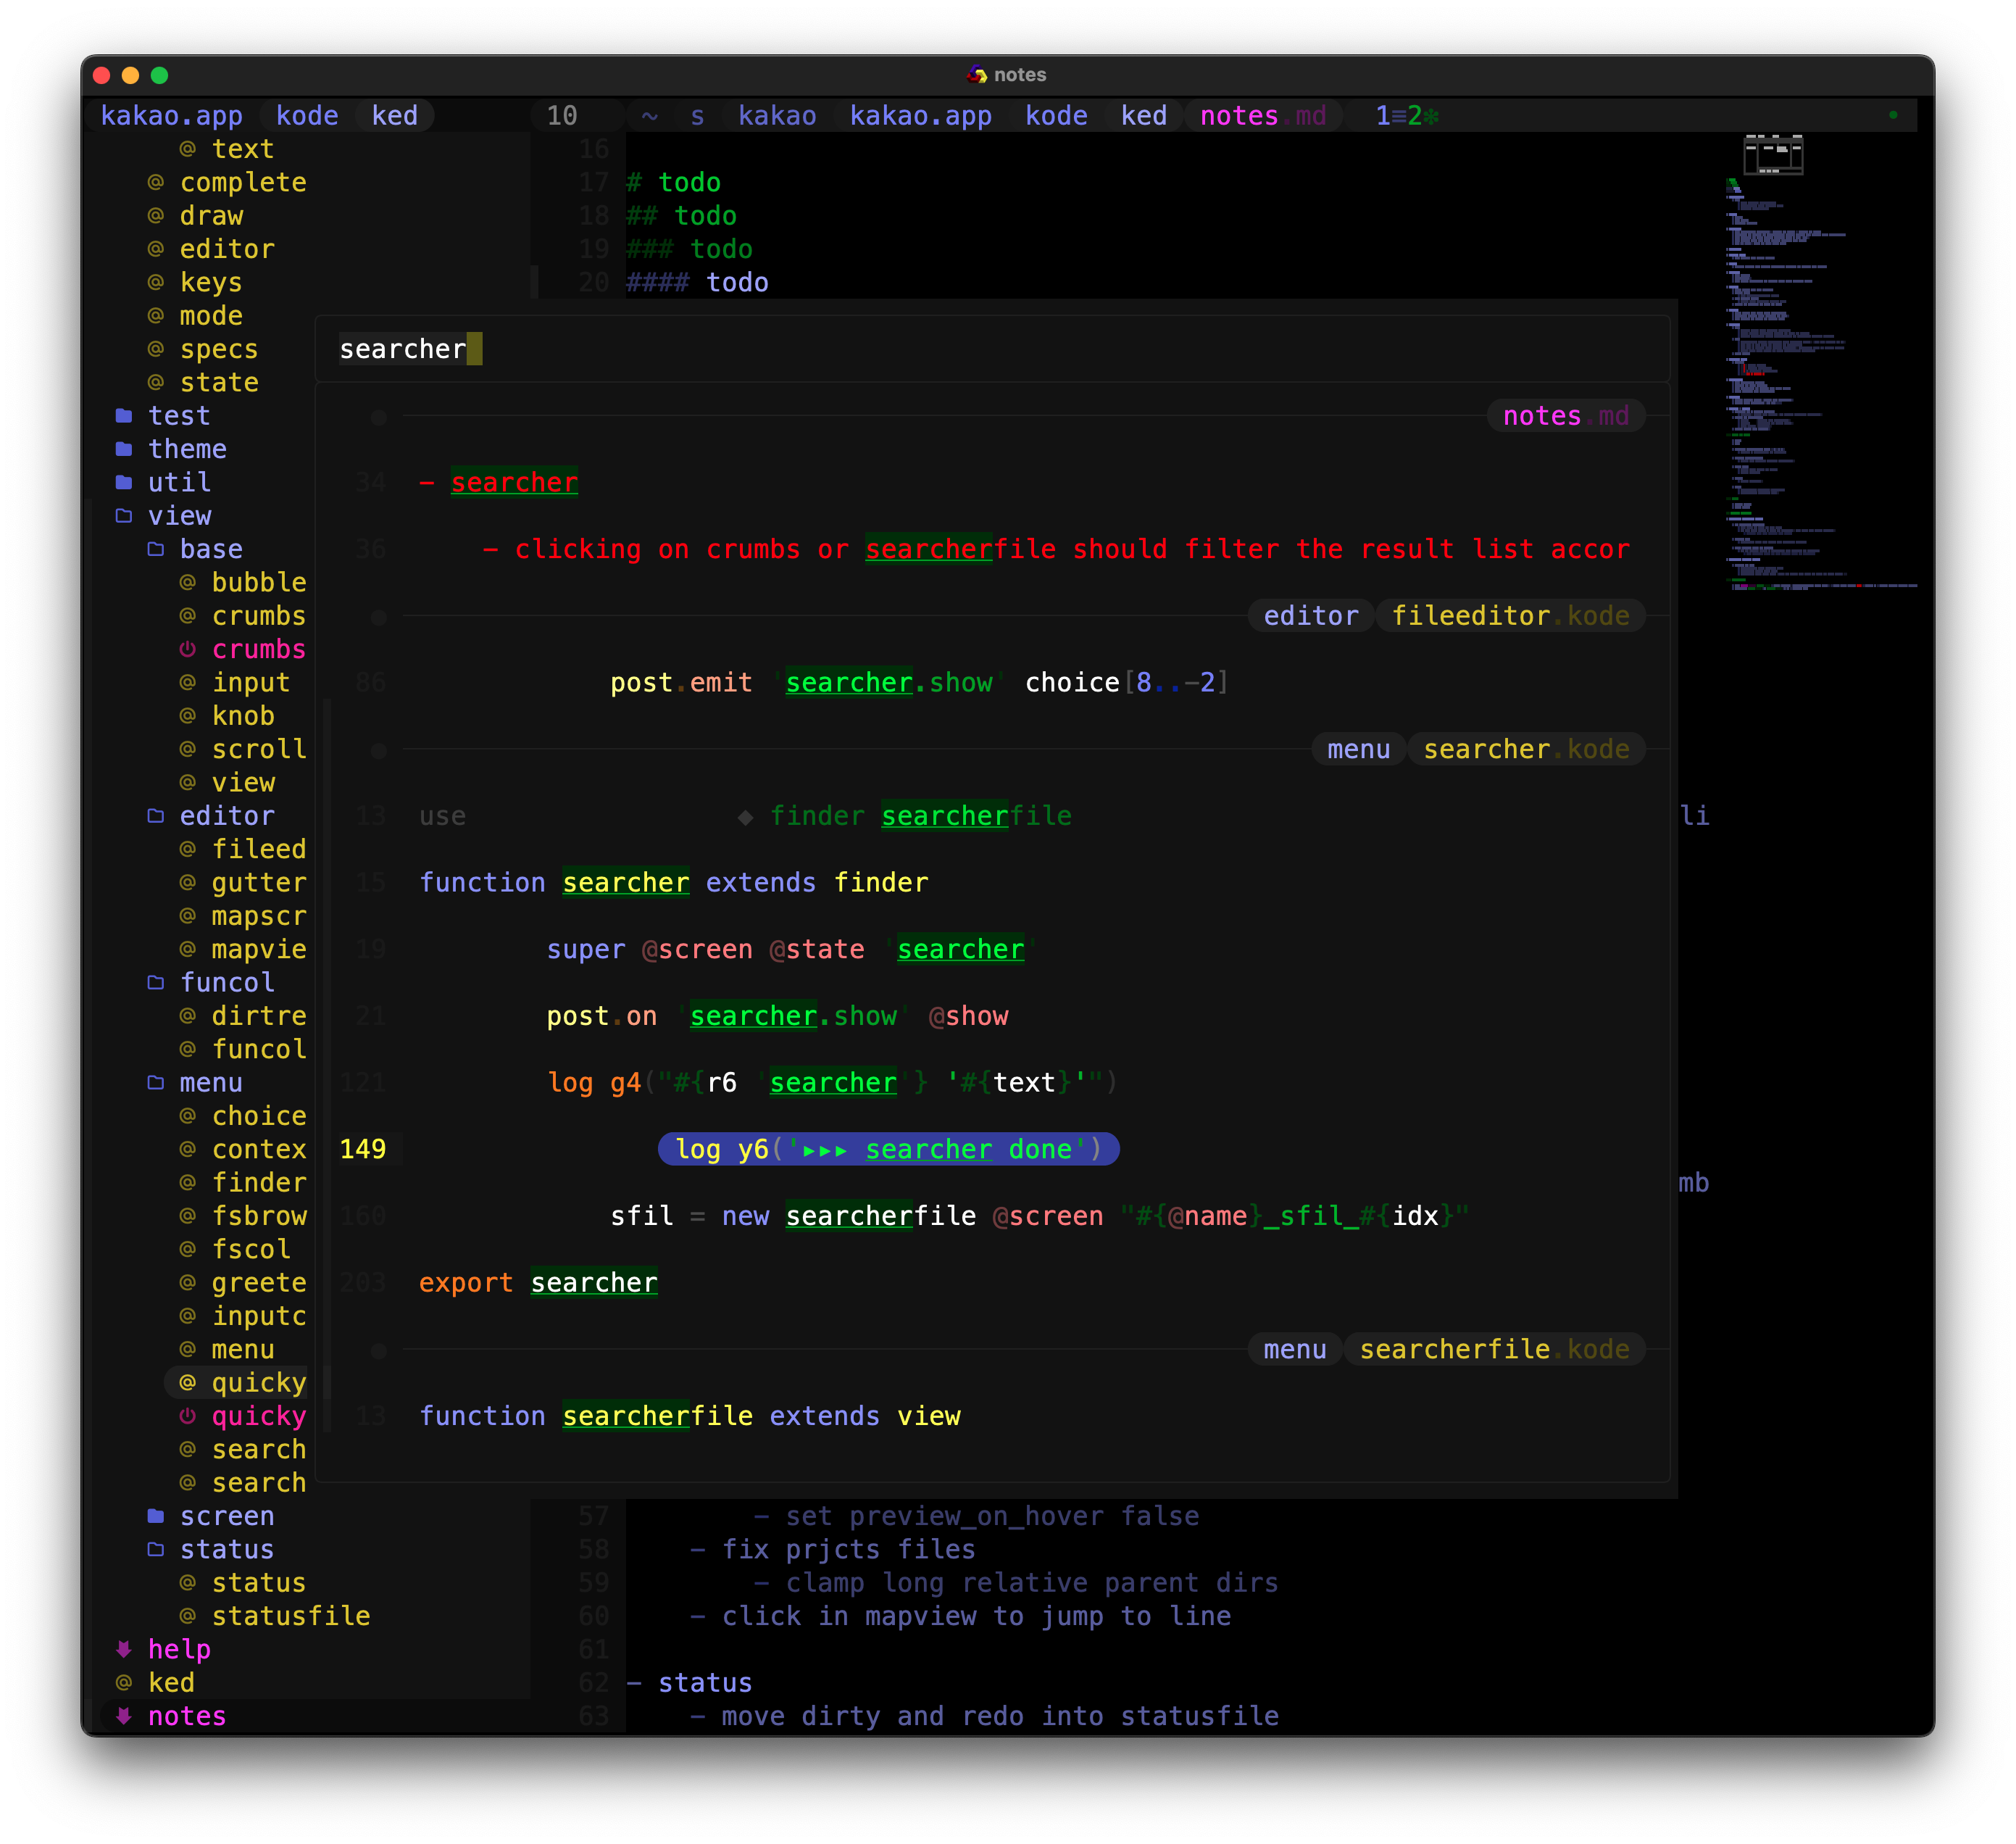 notes
kakao.app kode ked
10 ~ s kakao kakao.app kode ked notes.md 1≡2✻
@ text
@ complete
@ draw
@ editor
@ keys
@ mode
@ specs
@ state
test
theme
util
view
base
@ bubble
@ crumbs
crumbs
@ input
@ knob
@ scroll
@ view
editor
@ fileed
@ gutter
@ mapscr
@ mapvie
funcol
@ dirtre
@ funcol
menu
@ choice
@ contex
@ finder
@ fsbrow
@ fscol
@ greete
@ inputc
@ menu
@ quicky
quicky
@ search
@ search
screen
status
@ status
@ statusfile
help
@ ked
notes
16
17 # todo
18 ## todo
19 ### todo
20 #### todo
searcher
● notes.md
34 - searcher
36 - clicking on crumbs or searcherfile should filter the result list accor
● editor fileeditor.kode
86 post.emit 'searcher.show' choice[8..-2]
● menu searcher.kode
13 use ◆ finder searcherfile
15 function searcher extends finder
19 super @screen @state 'searcher'
21 post.on 'searcher.show' @show
121 log g4("#{r6 'searcher'} '#{text}'")
149 log y6('▸▸▸ searcher done')
160 sfil = new searcherfile @screen "#{@name}_sfil_#{idx}"
203 export searcher
● menu searcherfile.kode
13 function searcherfile extends view
li
mb
57 - set preview_on_hover false
58 - fix prjcts files
59 - clamp long relative parent dirs
60 - click in mapview to jump to line
61
62 - status
63 - move dirty and redo into statusfile